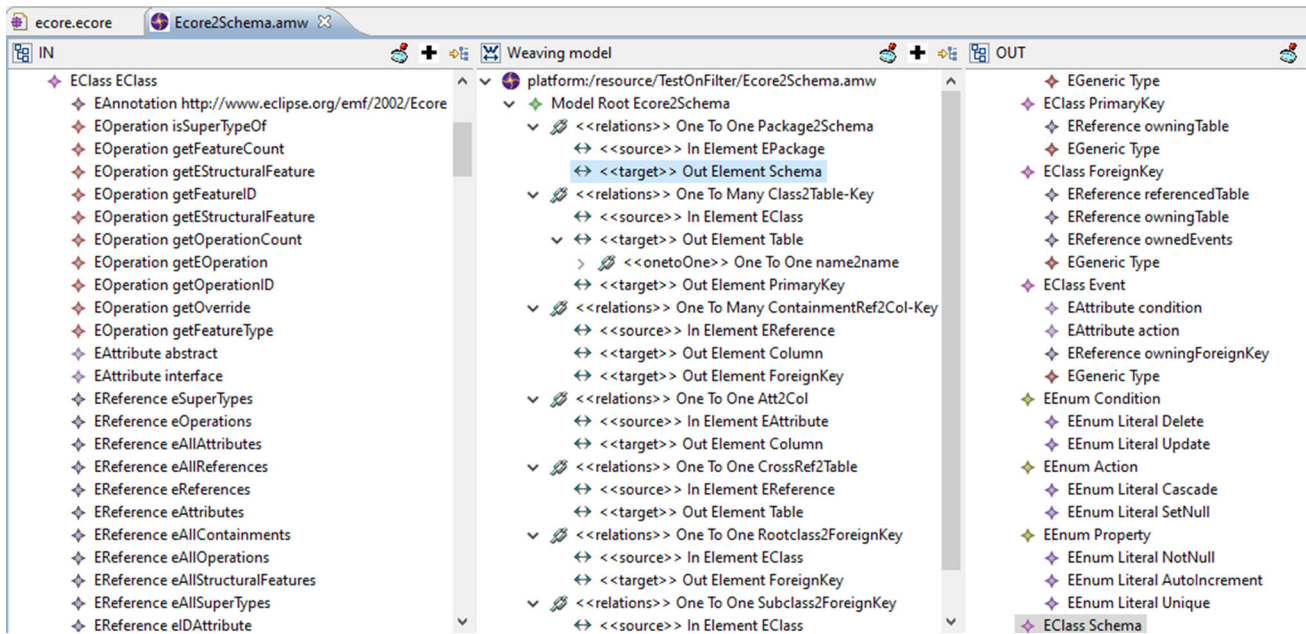 ecore.ecore
Ecore2Schema.amw
IN
EClass EClass
EAnnotation http://www.eclipse.org/emf/2002/Ecore
EOperation isSuperTypeOf
EOperation getFeatureCount
EOperation getEStructuralFeature
EOperation getFeatureID
EOperation getEStructuralFeature
EOperation getOperationCount
EOperation getEOperation
EOperation getOperationID
EOperation getOverride
EOperation getFeatureType
EAttribute abstract
EAttribute interface
EReference eSuperTypes
EReference eOperations
EReference eAllAttributes
EReference eAllReferences
EReference eReferences
EReference eAttributes
EReference eAllContainments
EReference eAllOperations
EReference eAllStructuralFeatures
EReference eAllSuperTypes
EReference eIDAttribute
Weaving model
platform:/resource/TestOnFilter/Ecore2Schema.amw
Model Root Ecore2Schema
<<relations>> One To One Package2Schema
<<source>> In Element EPackage
<<target>> Out Element Schema
<<relations>> One To Many Class2Table-Key
<<source>> In Element EClass
<<target>> Out Element Table
<<onetoOne>> One To One name2name
<<target>> Out Element PrimaryKey
<<relations>> One To Many ContainmentRef2Col-Key
<<source>> In Element EReference
<<target>> Out Element Column
<<target>> Out Element ForeignKey
<<relations>> One To One Att2Col
<<source>> In Element EAttribute
<<target>> Out Element Column
<<relations>> One To One CrossRef2Table
<<source>> In Element EReference
<<target>> Out Element Table
<<relations>> One To One Rootclass2ForeignKey
<<source>> In Element EClass
<<target>> Out Element ForeignKey
<<relations>> One To One Subclass2ForeignKey
<<source>> In Element EClass
OUT
EGeneric Type
EClass PrimaryKey
EReference owningTable
EGeneric Type
EClass ForeignKey
EReference referencedTable
EReference owningTable
EReference ownedEvents
EGeneric Type
EClass Event
EAttribute condition
EAttribute action
EReference owningForeignKey
EGeneric Type
EEnum Condition
EEnum Literal Delete
EEnum Literal Update
EEnum Action
EEnum Literal Cascade
EEnum Literal SetNull
EEnum Property
EEnum Literal NotNull
EEnum Literal AutoIncrement
EEnum Literal Unique
EClass Schema